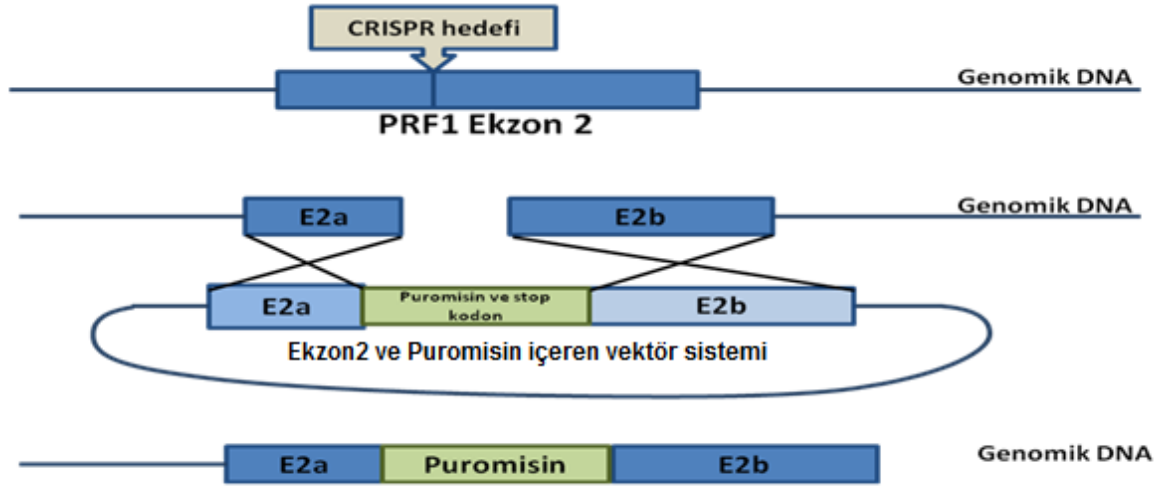 CRISPR hedefi
Genomik DNA
PRF1 Ekzon 2
E2a
E2b
Genomik DNA
E2a
Puromisin ve stop
kodon
E2b
Ekzon2 ve Puromisin içeren vektör sistemi
E2a
Puromisin
E2b
Genomik DNA